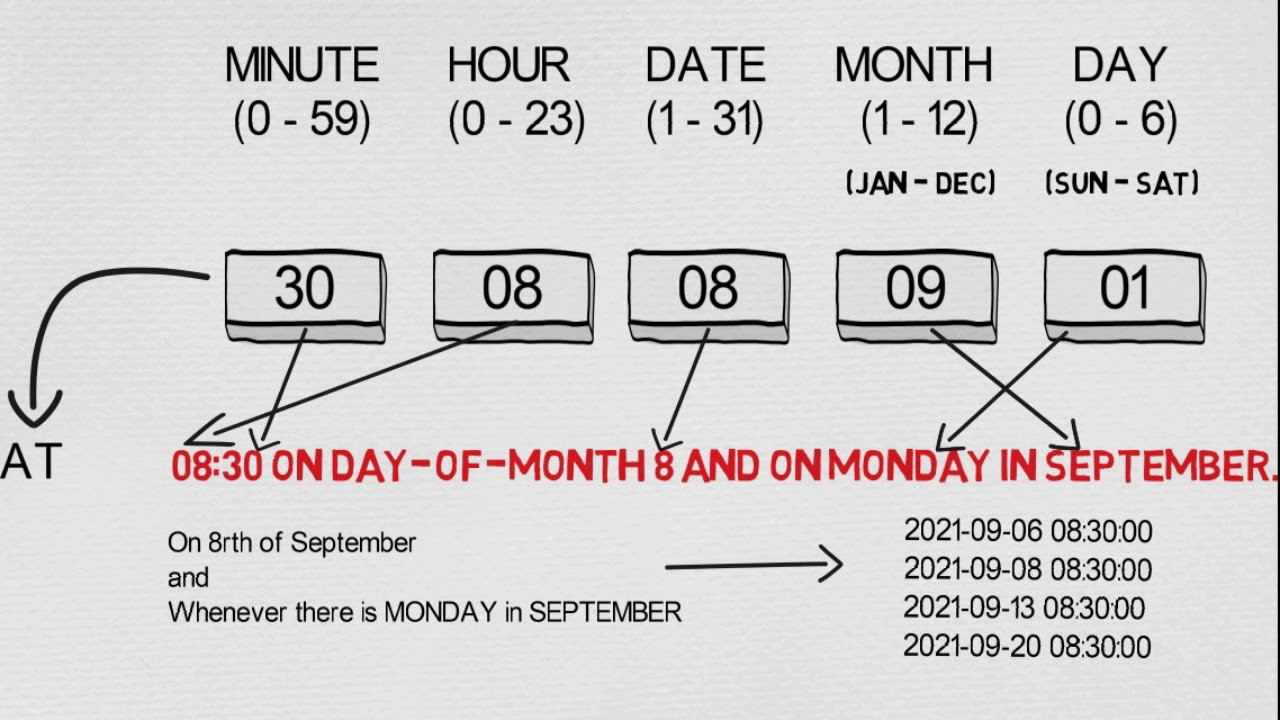 MINUTE HOUR DATE MONTH DAY
(0 - 59) (0 - 23) (1 - 31) (1 - 12) (0 - 6)
(JAN - DEC) (SUN - SAT)
30 08 08 09 01
AT 08:30 ON DAY-OF-MONTH 8 AND ON MONDAY IN SEPTEMBER.
On 8rth of September
and
Whenever there is MONDAY in SEPTEMBER
2021-09-06 08:30:00
2021-09-08 08:30:00
2021-09-13 08:30:00
2021-09-20 08:30:00